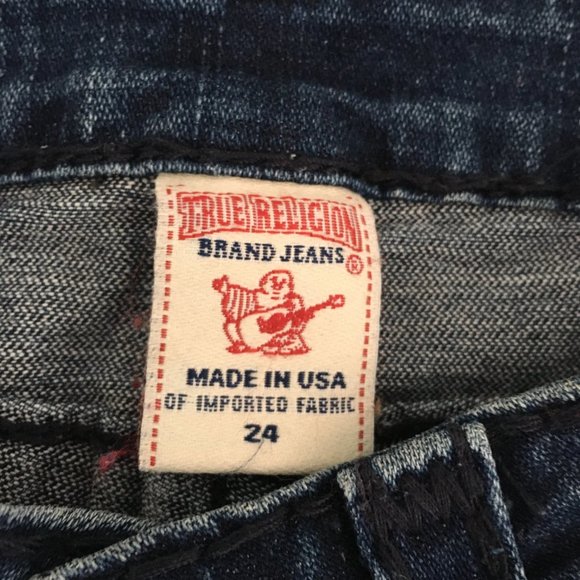 TRUE RELIGION
BRAND JEANS ®
MADE IN USA
OF IMPORTED FABRIC
24